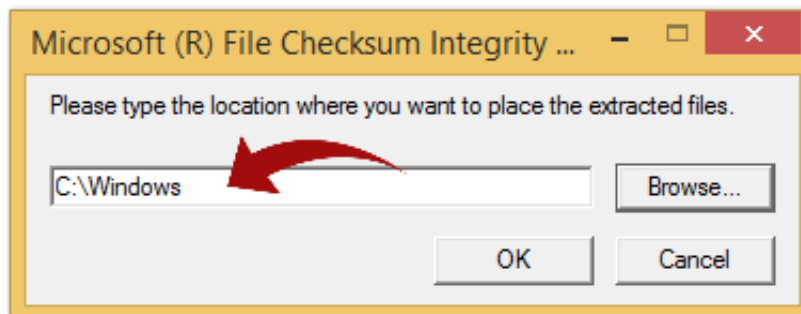 Microsoft (R) File Checksum Integrity ...
Please type the location where you want to place the extracted files.
C:\Windows
Browse...
OK
Cancel